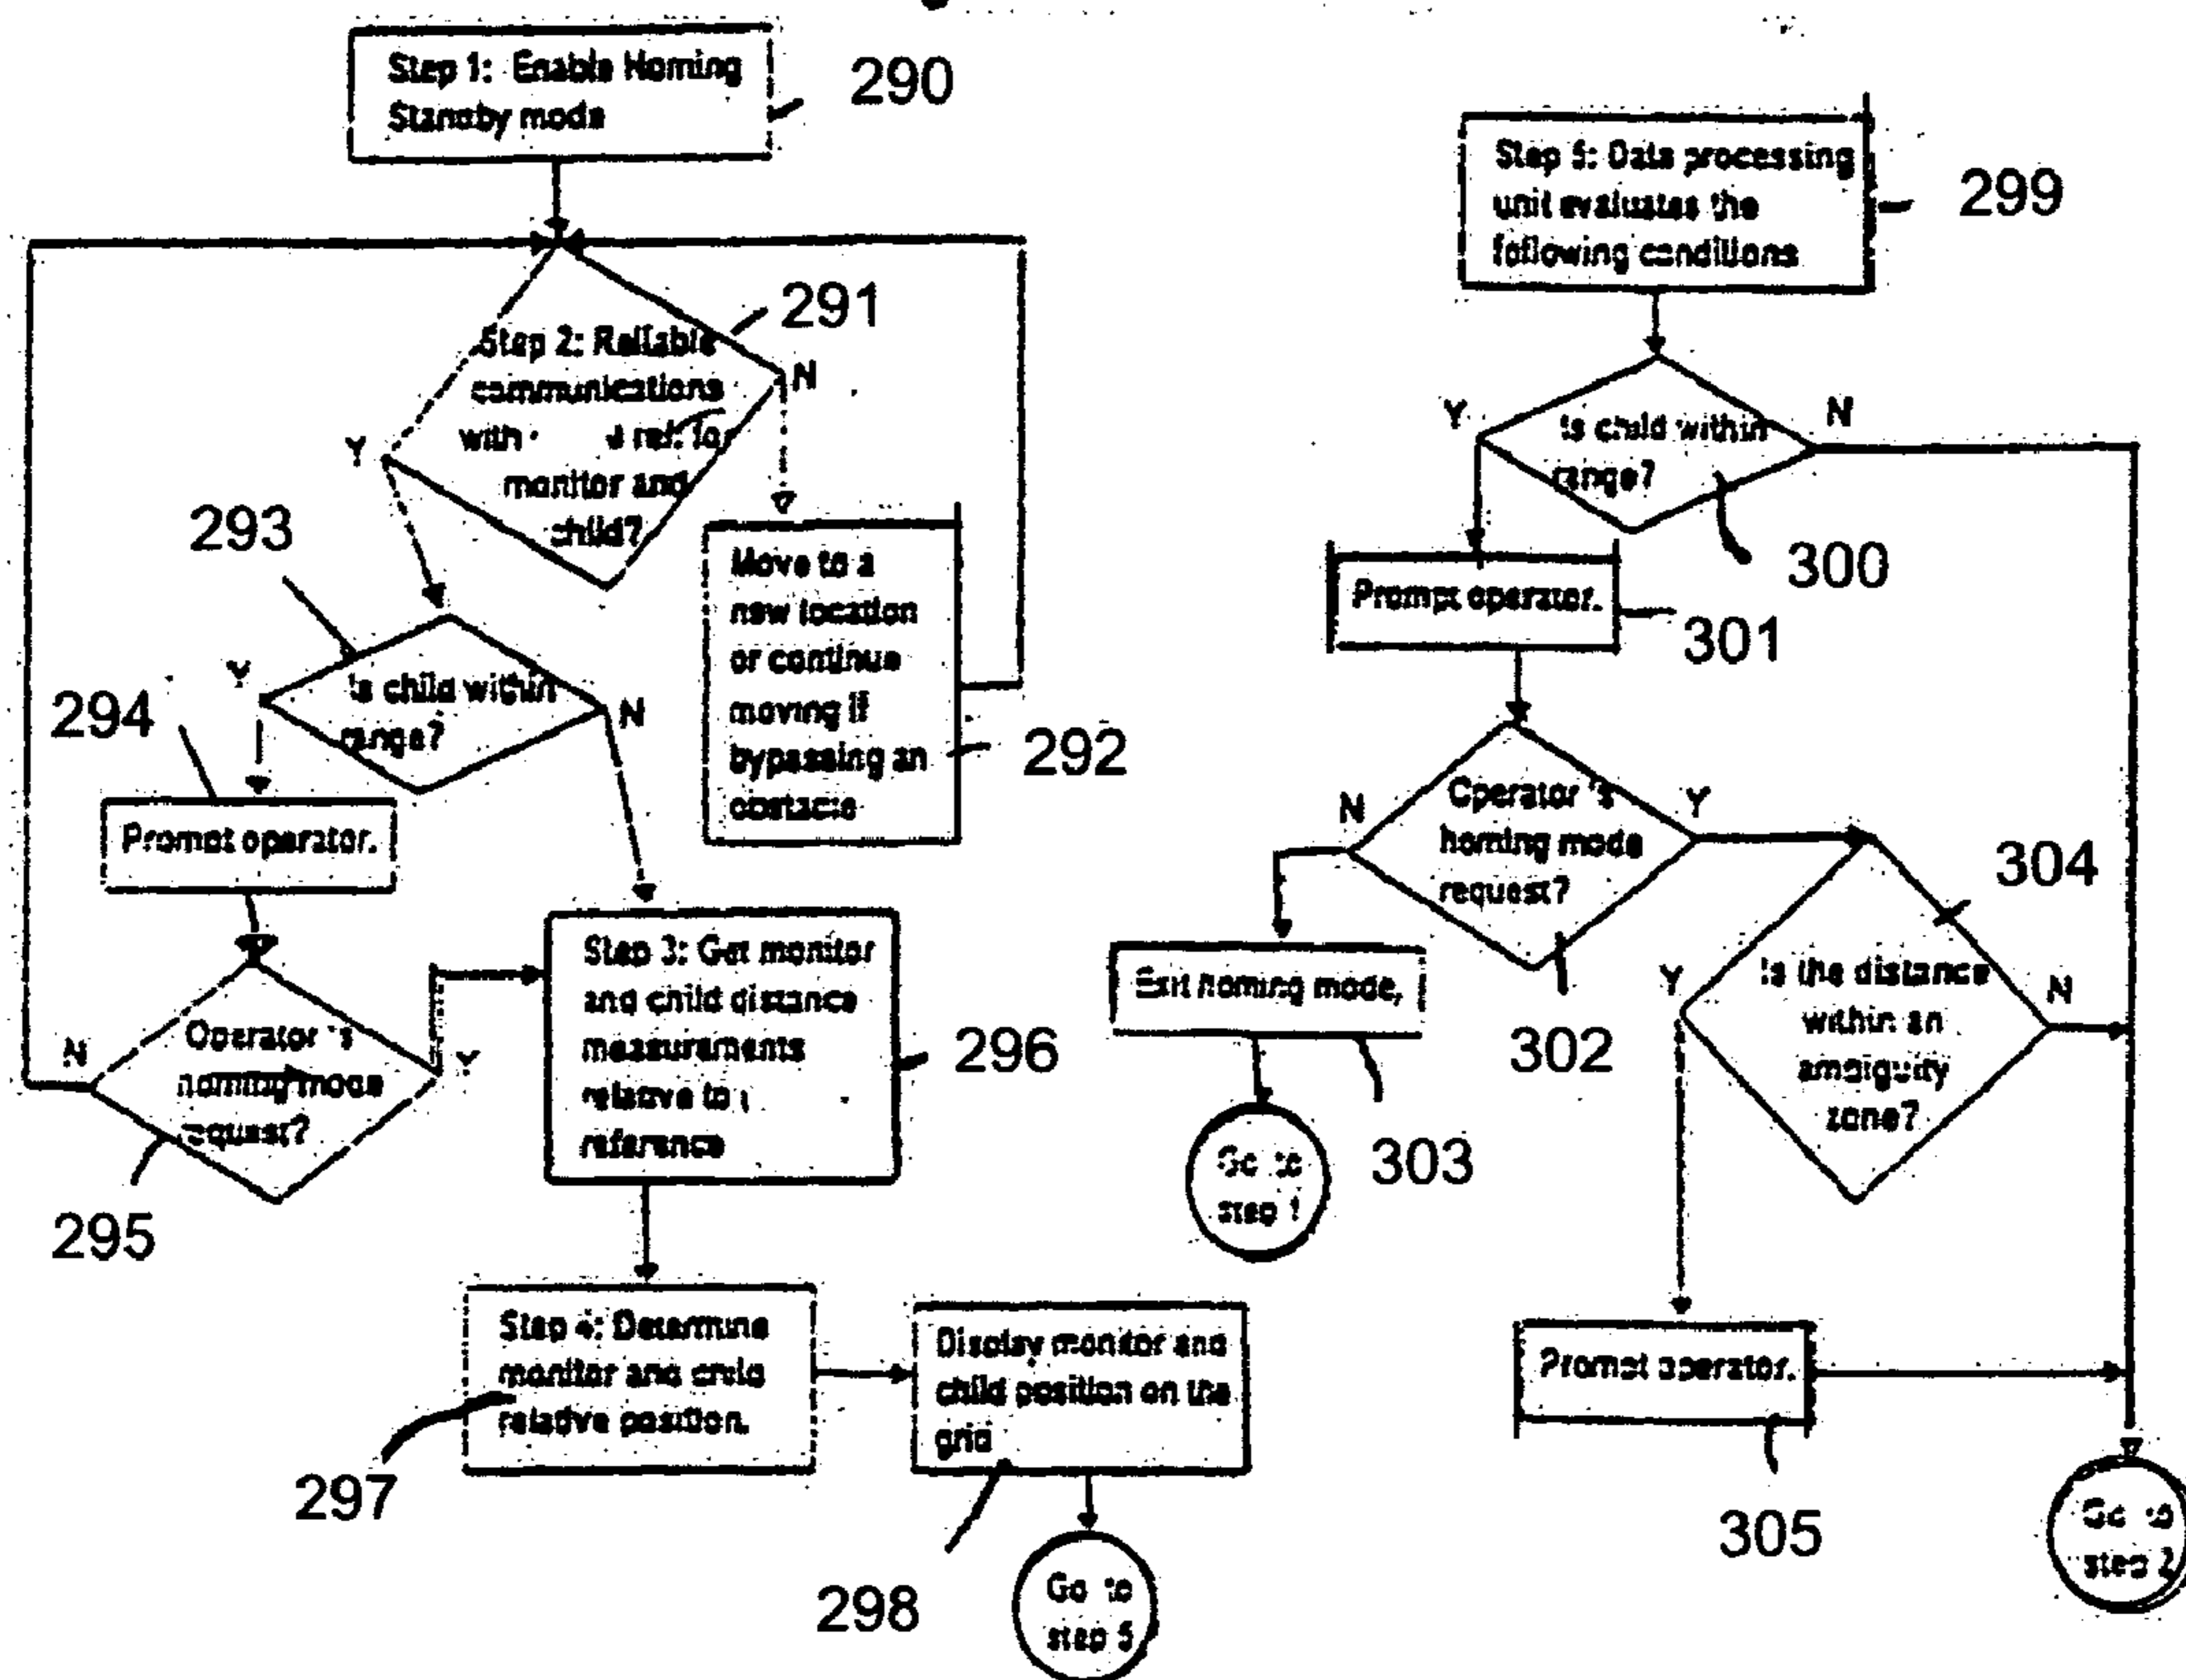 Step 1: Enable Homing
Standby mode
290
Step 2: Reliable
communications
with
ref. for
monitor and
child?
291
Y
N
Move to a
new location
or continue
moving if
bypassing an
obstacle
292
293
Is child within
range?
Y
N
294
Prompt operator.
Operator's
homing mode
request?
N
Y
295
Step 3: Get monitor
and child distance
measurements
relative to
reference
296
Step 4: Determine
monitor and child
relative position.
297
Display monitor and
child position on the
grid
298
Go to
step 5
Step 5: Data processing
unit evaluates the
following conditions
299
Is child within
range?
Y
N
300
Prompt operator.
301
Operator's
homing mode
request?
N
Y
302
Exit homing mode,
303
Go to
step 1
304
Is the distance
within an
ambiguity
zone?
Y
N
Prompt operator.
305
Go to
step 2